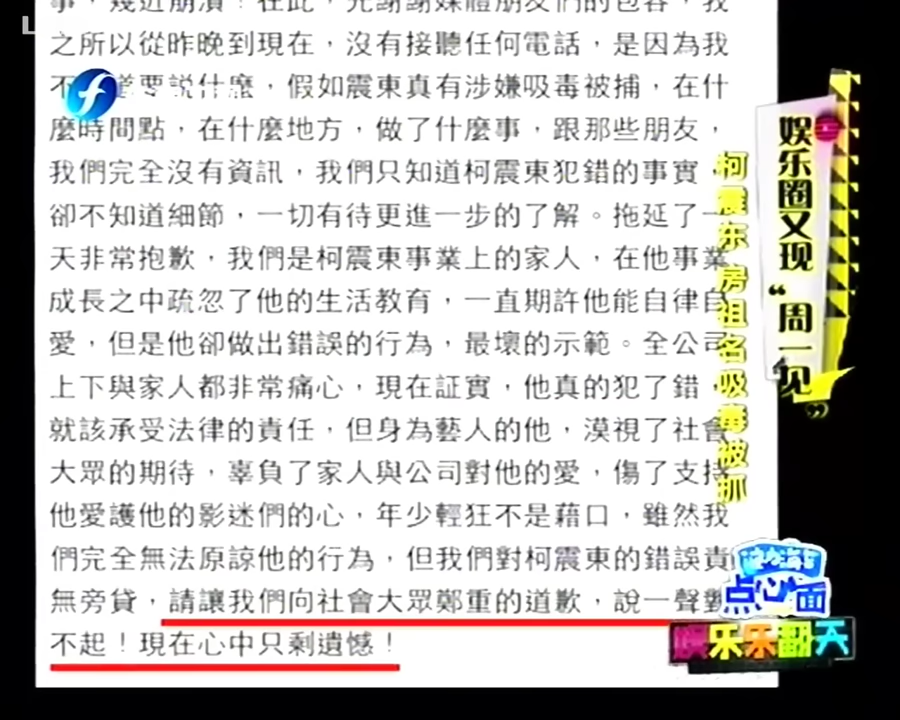 事，幾近崩潰！在此，先謝謝媒體朋友們的包容，我
之所以從昨晚到現在，沒有接聽任何電話，是因為我
不道要說什麼，假如震東真有涉嫌吸毒被捕，在什
麼時間點，在什麼地方，做了什麼事，跟那些朋友，
我們完全沒有資訊，我們只知道柯震東犯錯的事實
卻不知道細節，一切有待更進一步的了解。拖延了一
天非常抱歉，我們是柯震東事業上的家人，在他事業
成長之中疏忽了他的生活教育，一直期許他能自律自
愛，但是他卻做出錯誤的行為，最壞的示範。全公司
上下與家人都非常痛心，現在証實，他真的犯了錯，
就該承受法律的責任，但身為藝人的他，漠視了社會
大眾的期待，辜負了家人與公司對他的愛，傷了支持
他愛護他的影迷們的心，年少輕狂不是藉口，雖然我
們完全無法原諒他的行為，但我們對柯震東的錯誤責
無旁貸，請讓我們向社會大眾鄭重的道歉，說一聲對
不起！現在心中只剩遺憾！
娱乐圈又现“周一见”
柯震东 房祖名吸毒被抓
点心面
娱乐乐翻天